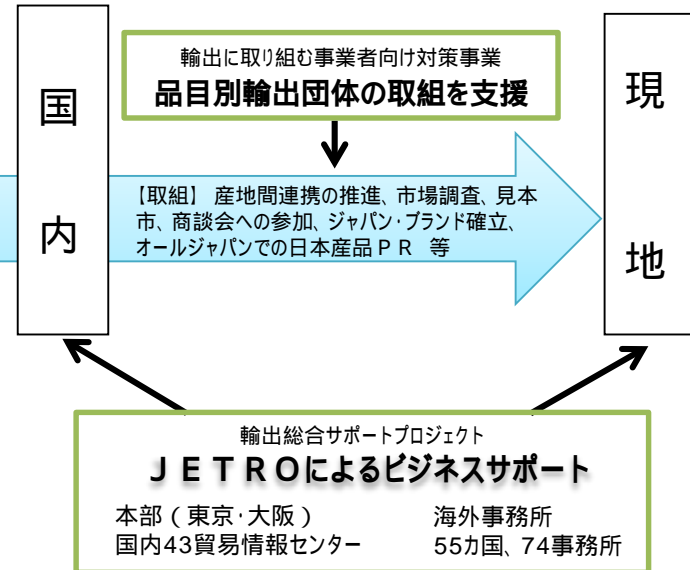 国内
輸出に取り組む事業者向け対策事業
品目別輸出団体の取組を支援
現地
【取組】 産地間連携の推進、市場調査、見本
市、商談会への参加、ジャパン・ブランド確立、
オールジャパンでの日本産品ＰＲ 等
輸出総合サポートプロジェクト
ＪＥＴＲＯによるビジネスサポート
本部（東京・大阪）
国内43貿易情報センター
海外事務所
55カ国、74事務所